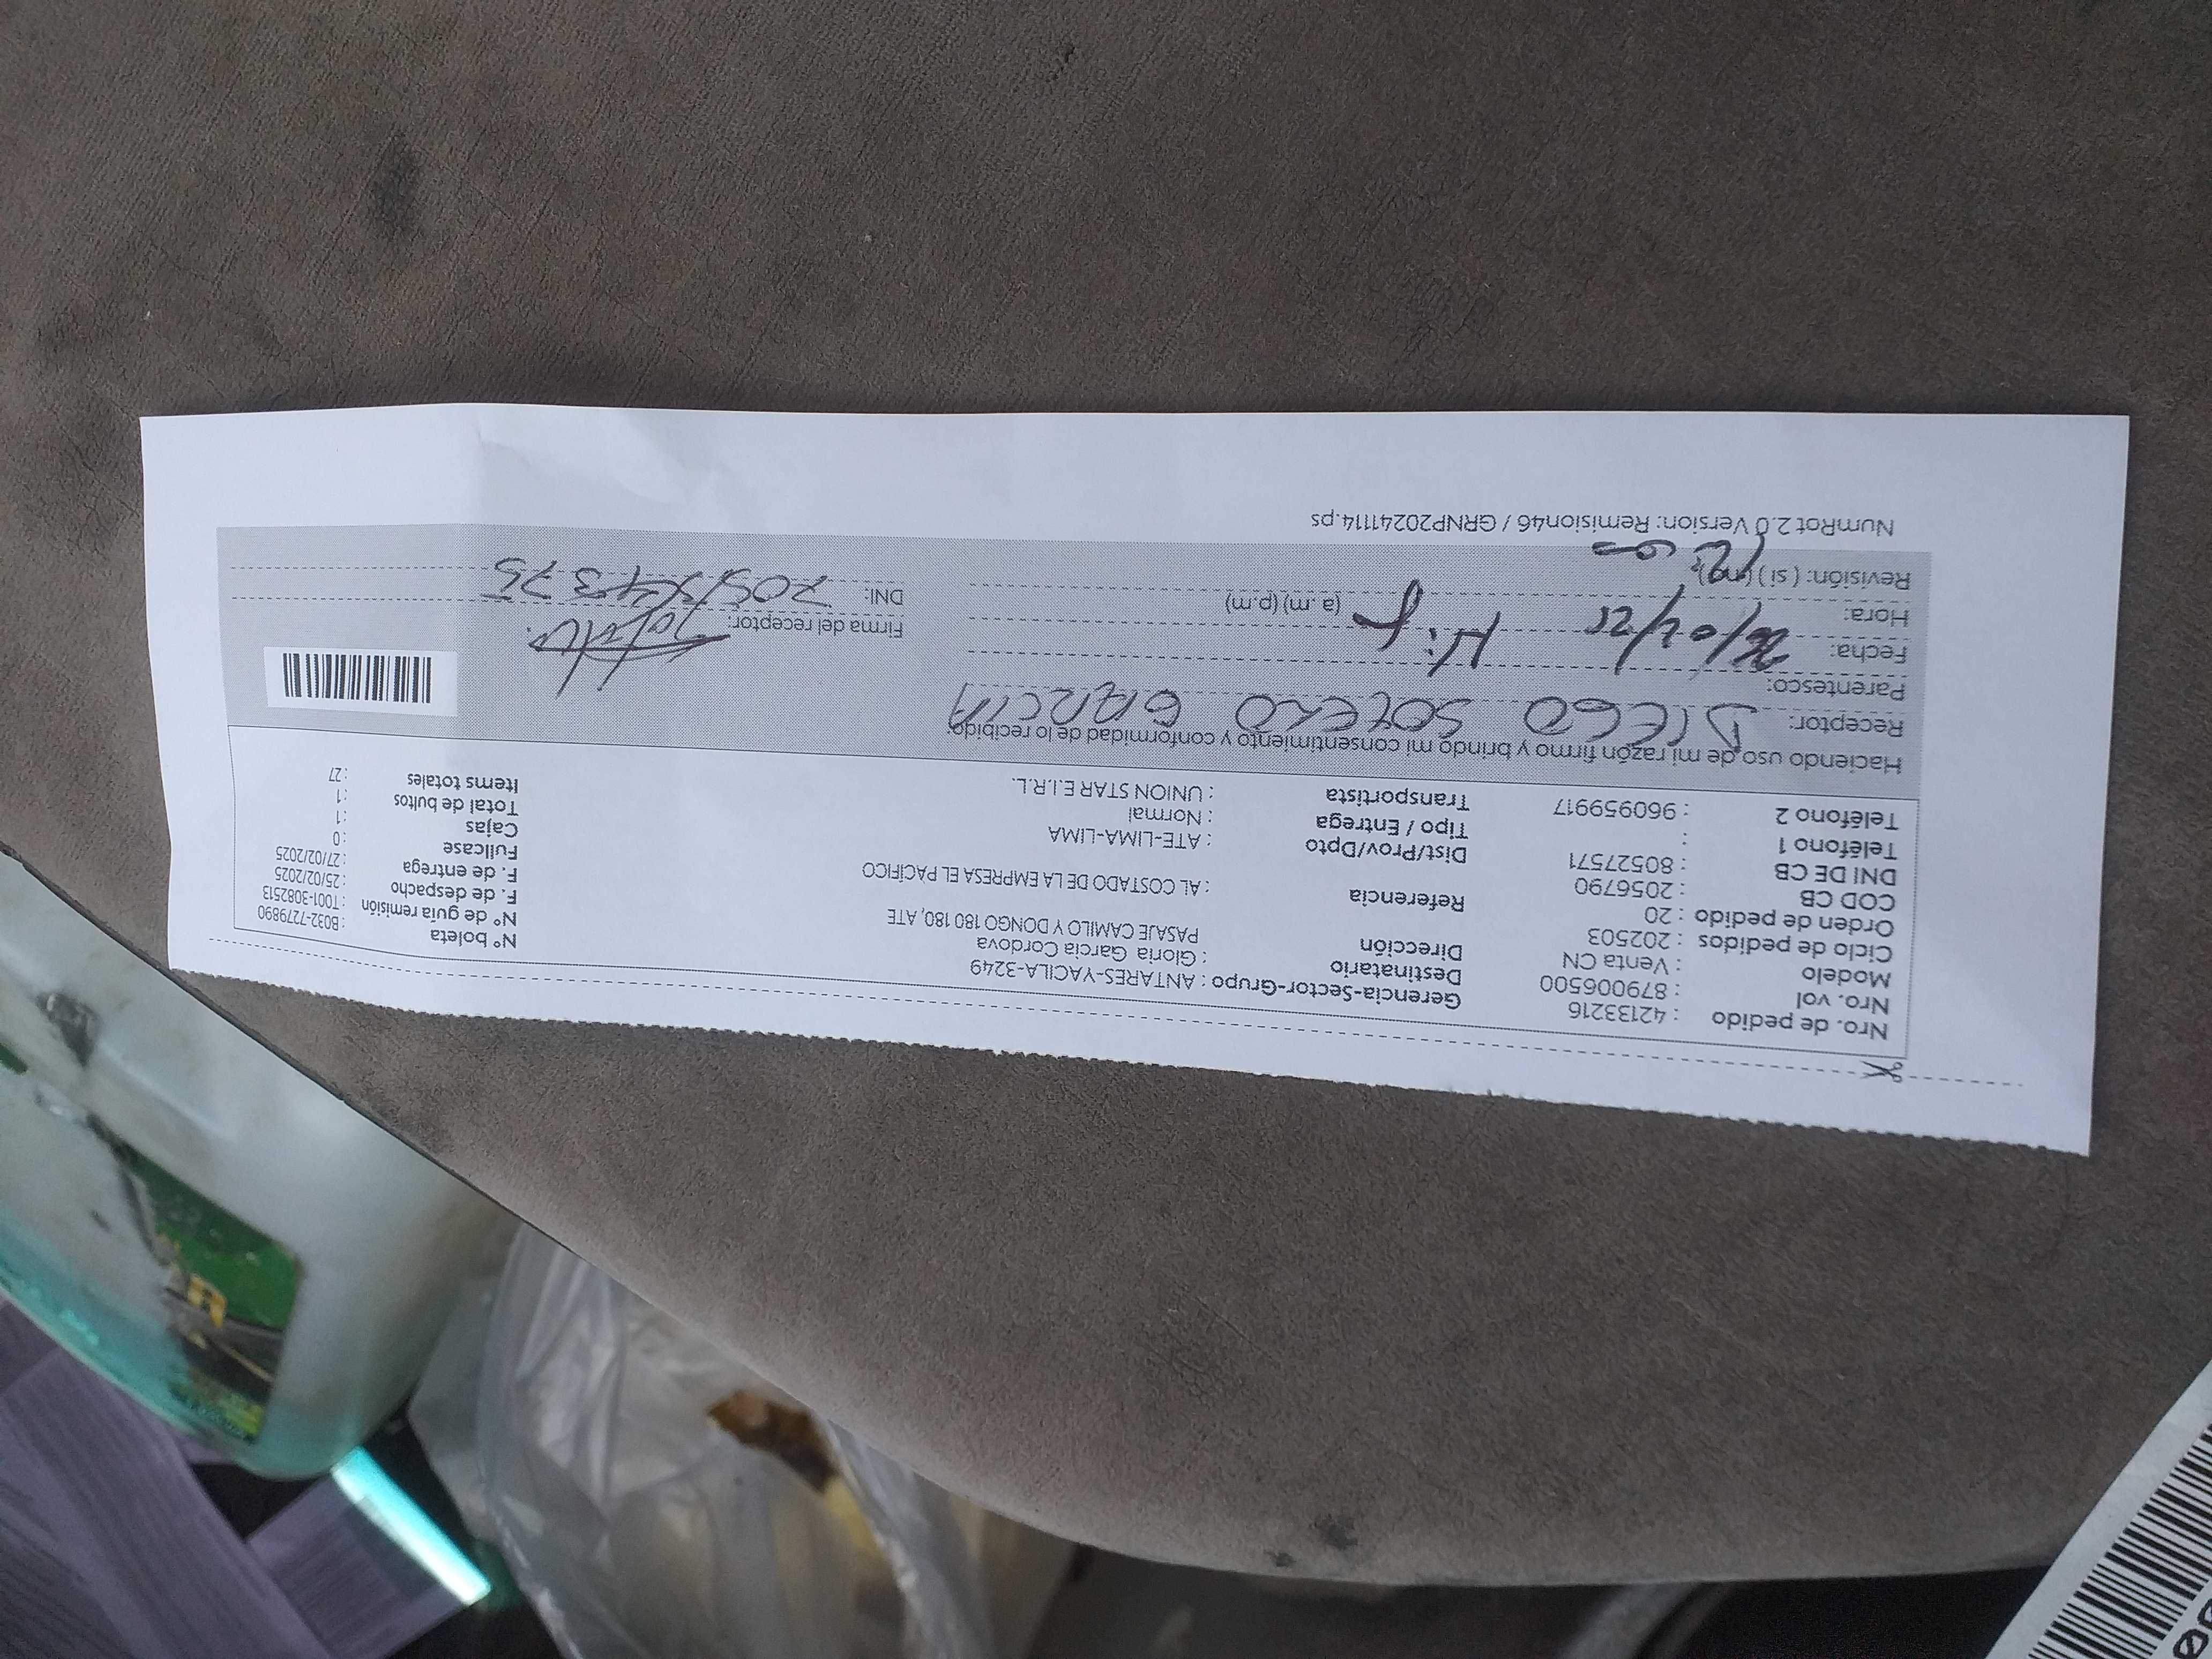 Nro. de pedido : 42133216
Nro. vol : 879006500
Modelo : Venta CN
Ciclo de pedidos : 202503
Orden de pedido : 20
COD CB : 2056790
DNI DE CB : 80527571
Teléfono 1 :
Teléfono 2 : 960959917
Gerencia-Sector-Grupo : ANTARES-YACILA-3249
Destinatario : Gloria Garcia Cordova
Dirección PASAJE CAMILO Y DONGO 180 180, ATE
Referencia : AL COSTADO DE LA EMPRESA EL PACÍFICO
Dist/Prov/Dpto : ATE-LIMA-LIMA
Tipo / Entrega : Normal
Transportista : UNION STAR E.I.R.L.
N° boleta : B032-7279890
N° de guía remisión : T001-3082513
F. de despacho : 25/02/2025
F. de entrega : 27/02/2025
Fullcase : 0
Cajas : 1
Total de bultos : 1
Items totales : 27
Haciendo uso de mi razón firmo y brindo mi consentimiento y conformidad de lo recibido:
Receptor: DIEGO SOTELO GARCIA
Parentesco:
Fecha:
Hora: (a.m) (p.m)
Revisión: ( si ) ( no )
Firma del receptor:
DNI:
NumRot 2.0 Version: Remision46 / GRNP20241114.ps